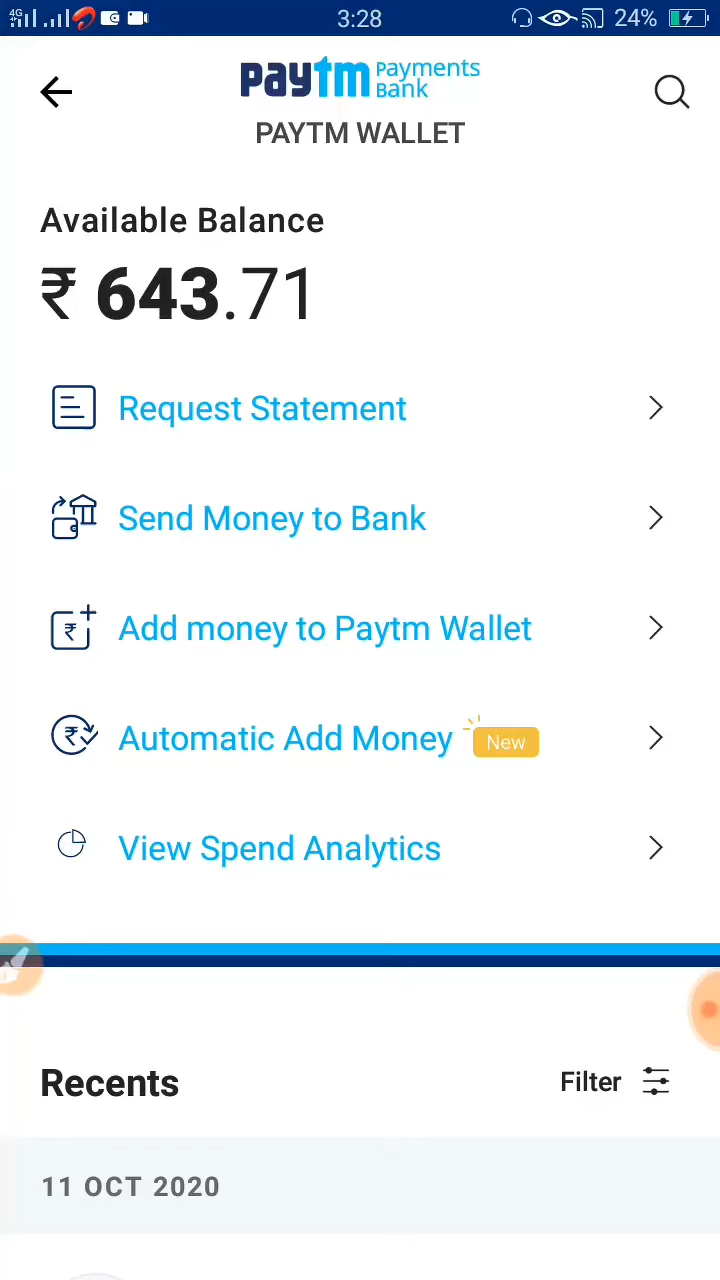 4G 3:28 24%
paytm Payments Bank
PAYTM WALLET
Available Balance
₹ 643.71
Request Statement
Send Money to Bank
Add money to Paytm Wallet
Automatic Add Money New
View Spend Analytics
Recents Filter
11 OCT 2020